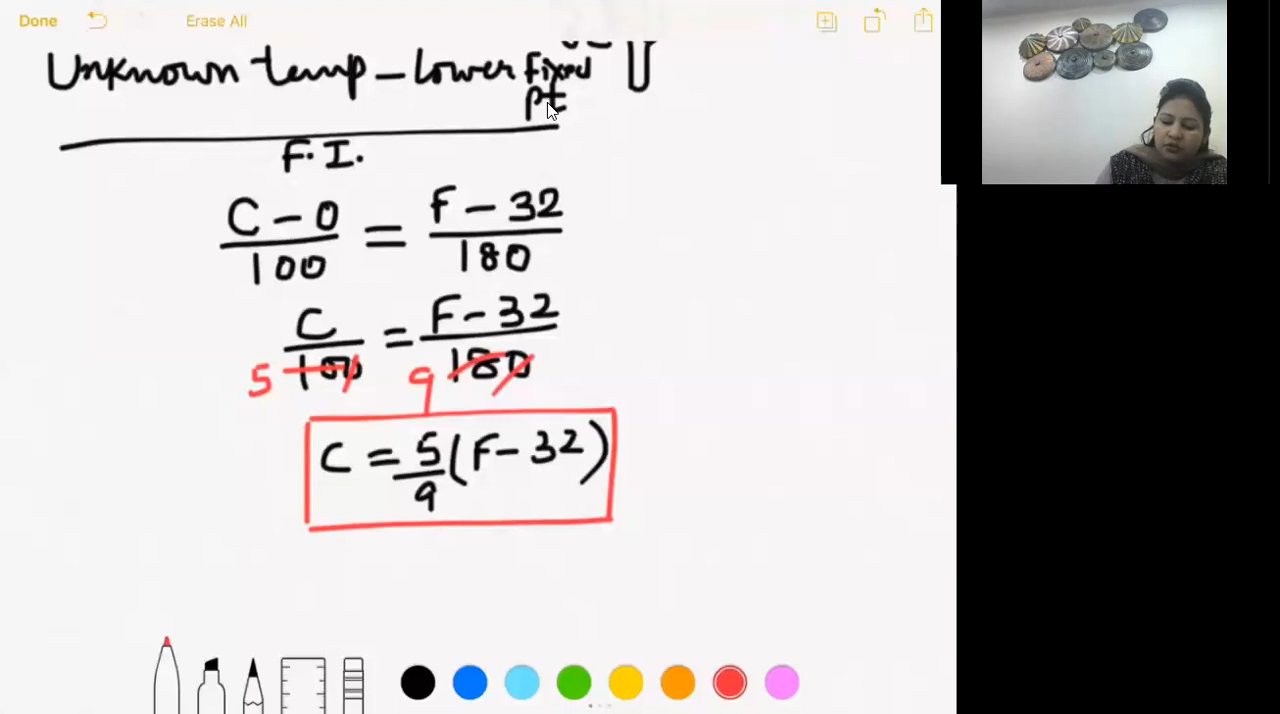 Done
Erase All
Unknown temp - Lower Fixed
Pt
F. I.
C - 0 = F - 32
100 180
C = F - 32
100 180
5 9
C = 5 (F - 32)
9